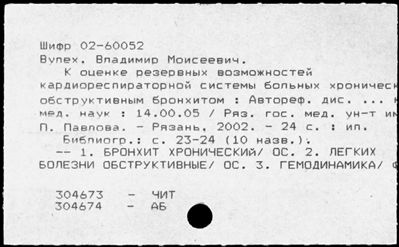 Шифр 02-60052
Вулех, Владимир Моисеевич.
К оценке резервных возможностей
кардиореспираторной системы больных хроническ
обструктивным бронхитом : Автореф. дис. ...
мед. наук : 14.00.05 / Ряз. гос. мед. ун-т им
П. Павлова. - Рязань, 2002. - 24 с. : ил.
Библиогр.: с. 23-24 (10 назв.).
-- 1. БРОНХИТ ХРОНИЧЕСКИЙ/ ОС. 2. ЛЕГКИХ
БОЛЕЗНИ ОБСТРУКТИВНЫЕ/ ОС. 3. ГЕМОДИНАМИКА/
304673 - ЧИТ
304674 - АБ